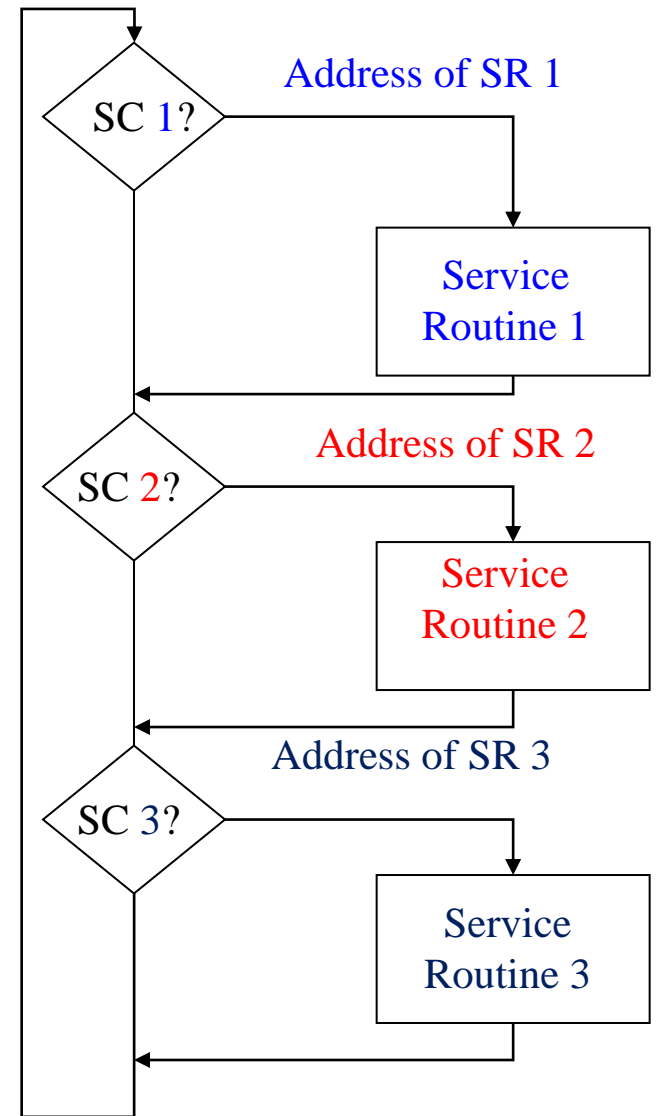 Address of SR 1
SC 1?
Service
Routine 1
Address of SR 2
SC 2?
Service
Routine 2
Address of SR 3
SC 3?
Service
Routine 3